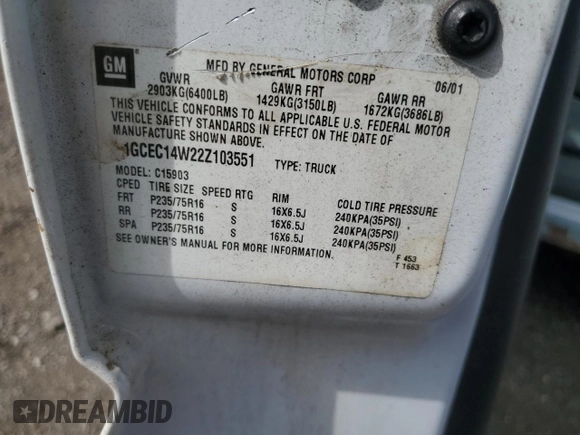 GM
MFD BY GENERAL MOTORS CORP 06/01
GVWR GAWR FRT GAWR RR
2903KG(6400LB) 1429KG(3150LB) 1672KG(3686LB)
THIS VEHICLE CONFORMS TO ALL APPLICABLE U.S. FEDERAL MOTOR
VEHICLE SAFETY STANDARDS IN EFFECT ON THE DATE OF
MANUFACTURE SHOWN ABOVE.
1GCEC14W22Z103551 TYPE: TRUCK
MODEL: C15903
CPED TIRE SIZE SPEED RTG RIM COLD TIRE PRESSURE
FRT P235/75R16 S 16X6.5J 240KPA(35PSI)
RR P235/75R16 S 16X6.5J 240KPA(35PSI)
SPA P235/75R16 S 16X6.5J 240KPA(35PSI)
SEE OWNER'S MANUAL FOR MORE INFORMATION.
F 453
T 1663
DREAMBID